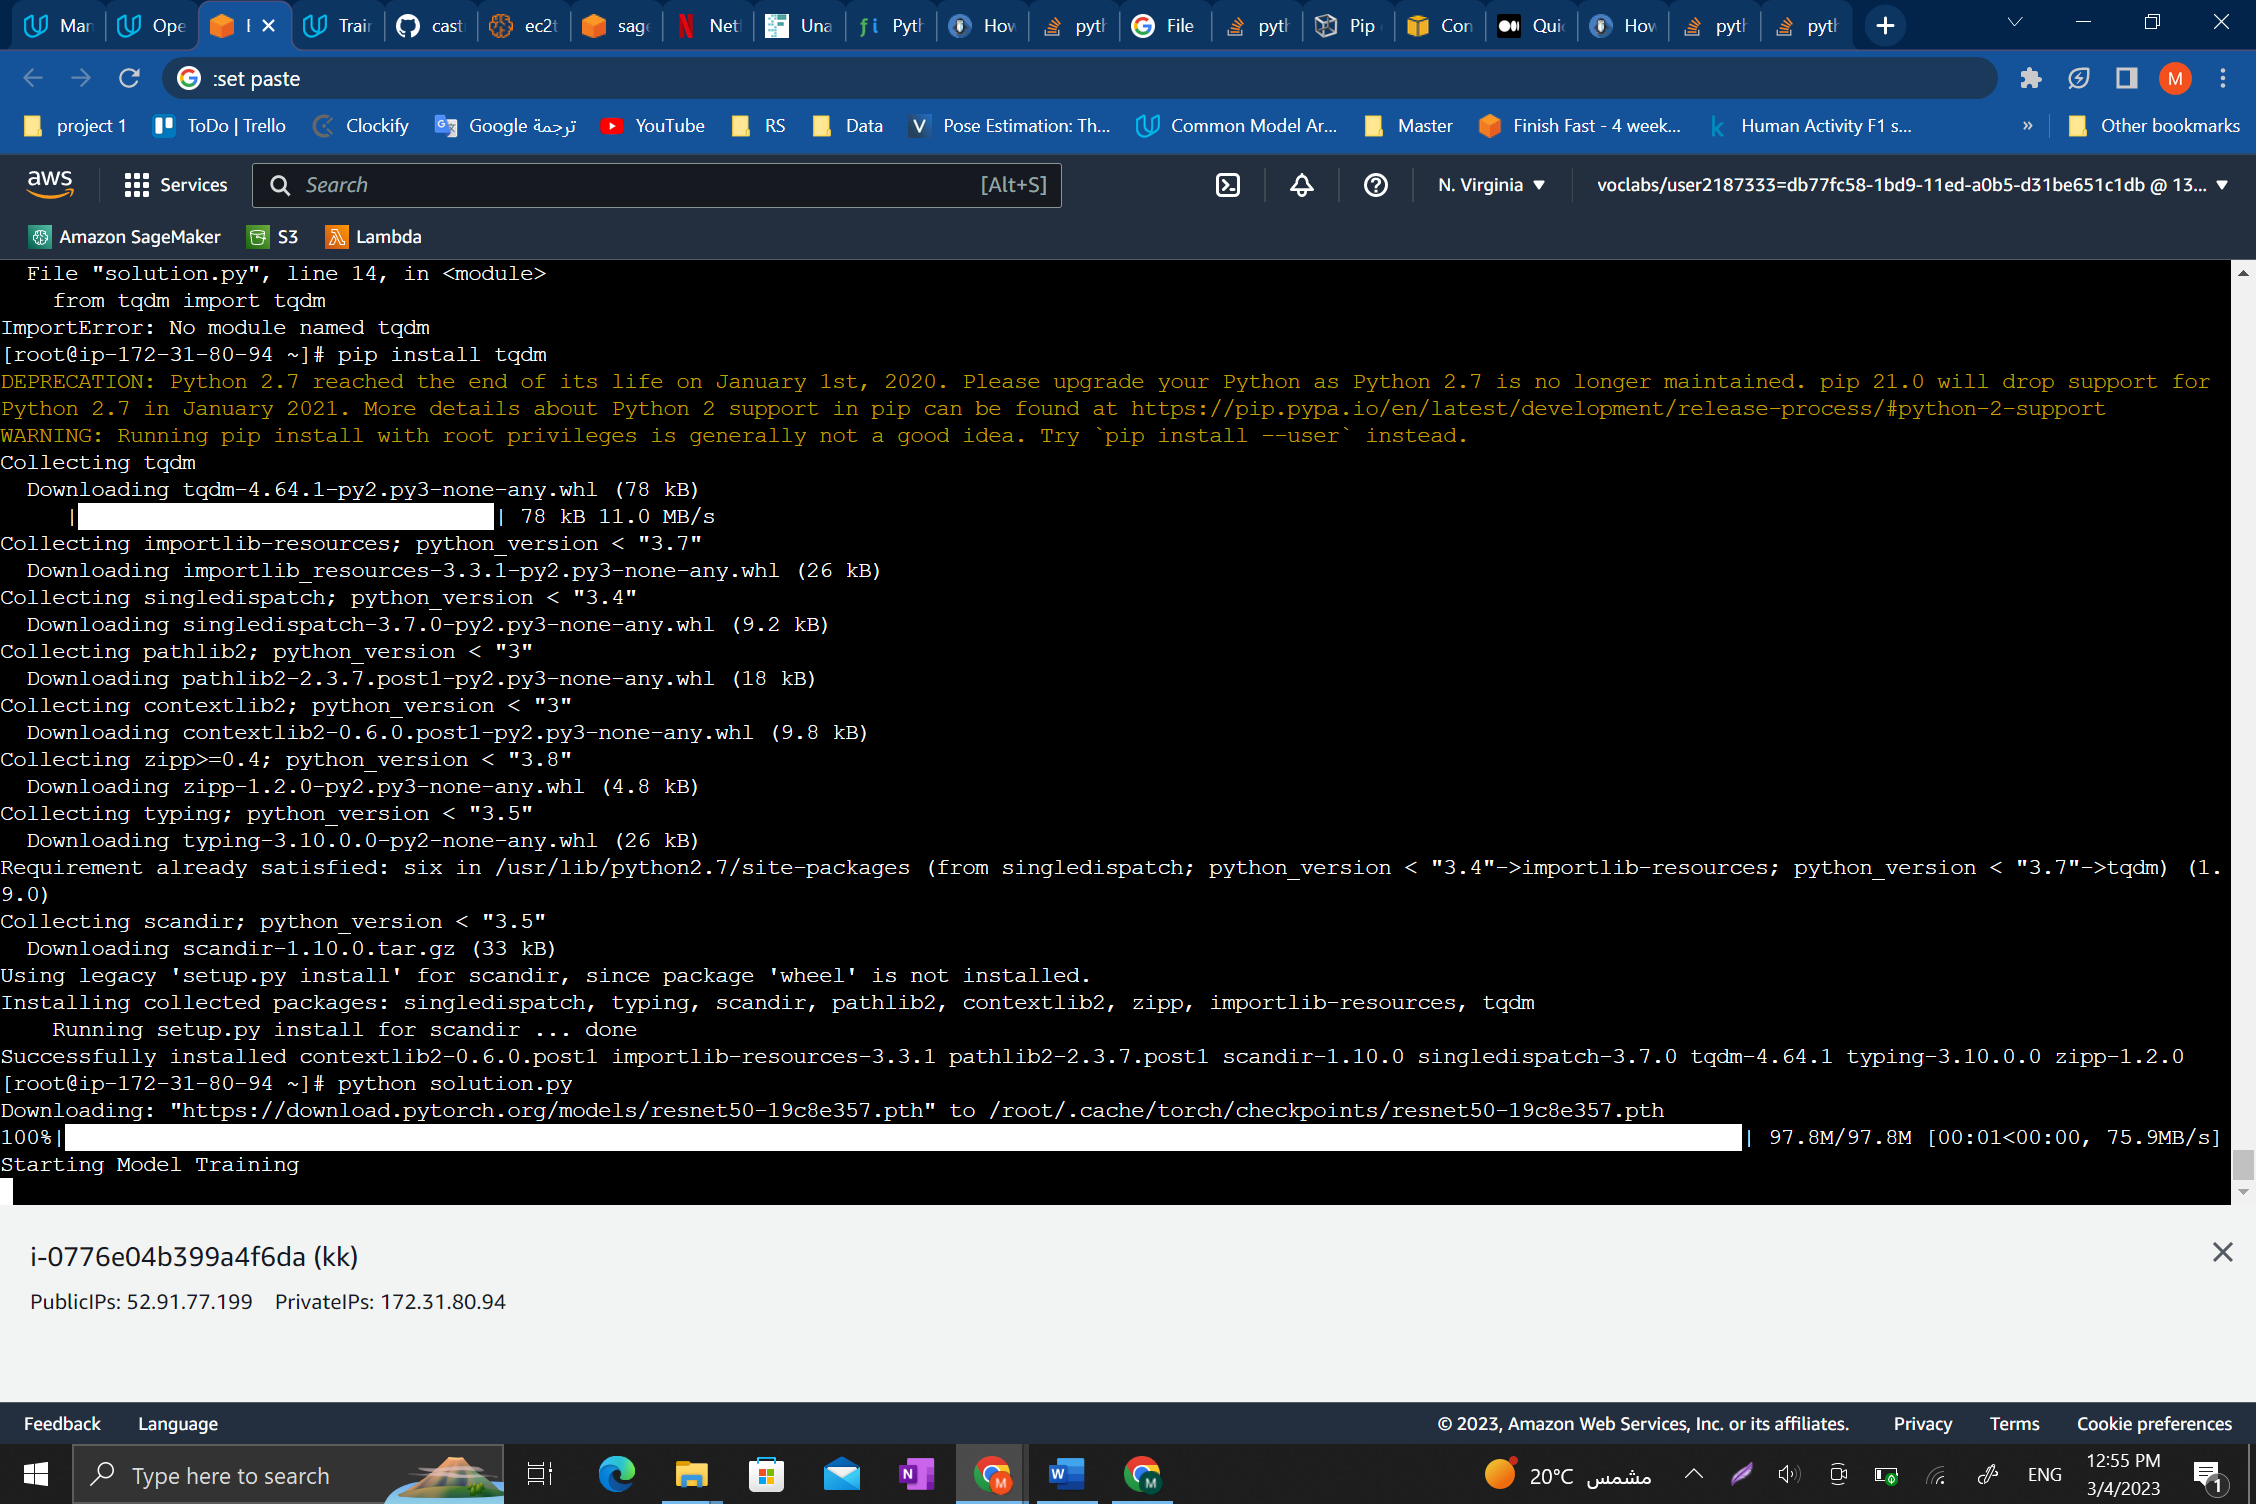 Mar
Ope
E
Trair
cast
ec2t
sage
Netl
Una
fi
Pyth
How
pyth
File
pyth
Pip
Con
Quic
How
pyth
pyth
:set paste
M
project 1
ToDo | Trello
Clockify
Google ترجمة
YouTube
RS
Data
Pose Estimation: Th...
Common Model Ar...
Master
Finish Fast - 4 week...
Human Activity F1 s...
»
Other bookmarks
aws
Services
Search
[Alt+S]
N. Virginia
voclabs/user2187333=db77fc58-1bd9-11ed-a0b5-d31be651c1db @ 13...
Amazon SageMaker
S3
Lambda
File "solution.py", line 14, in <module>
from tqdm import tqdm
ImportError: No module named tqdm
[root@ip-172-31-80-94 ~]# pip install tqdm
DEPRECATION: Python 2.7 reached the end of its life on January 1st, 2020. Please upgrade your Python as Python 2.7 is no longer maintained. pip 21.0 will drop support for
Python 2.7 in January 2021. More details about Python 2 support in pip can be found at https://pip.pypa.io/en/latest/development/release-process/#python-2-support
WARNING: Running pip install with root privileges is generally not a good idea. Try `pip install --user` instead.
Collecting tqdm
Downloading tqdm-4.64.1-py2.py3-none-any.whl (78 kB)
| | 78 kB 11.0 MB/s
Collecting importlib-resources; python_version < "3.7"
Downloading importlib_resources-3.3.1-py2.py3-none-any.whl (26 kB)
Collecting singledispatch; python_version < "3.4"
Downloading singledispatch-3.7.0-py2.py3-none-any.whl (9.2 kB)
Collecting pathlib2; python_version < "3"
Downloading pathlib2-2.3.7.post1-py2.py3-none-any.whl (18 kB)
Collecting contextlib2; python_version < "3"
Downloading contextlib2-0.6.0.post1-py2.py3-none-any.whl (9.8 kB)
Collecting zipp>=0.4; python_version < "3.8"
Downloading zipp-1.2.0-py2.py3-none-any.whl (4.8 kB)
Collecting typing; python_version < "3.5"
Downloading typing-3.10.0.0-py2-none-any.whl (26 kB)
Requirement already satisfied: six in /usr/lib/python2.7/site-packages (from singledispatch; python_version < "3.4"->importlib-resources; python_version < "3.7"->tqdm) (1.
9.0)
Collecting scandir; python_version < "3.5"
Downloading scandir-1.10.0.tar.gz (33 kB)
Using legacy 'setup.py install' for scandir, since package 'wheel' is not installed.
Installing collected packages: singledispatch, typing, scandir, pathlib2, contextlib2, zipp, importlib-resources, tqdm
Running setup.py install for scandir ... done
Successfully installed contextlib2-0.6.0.post1 importlib-resources-3.3.1 pathlib2-2.3.7.post1 scandir-1.10.0 singledispatch-3.7.0 tqdm-4.64.1 typing-3.10.0.0 zipp-1.2.0
[root@ip-172-31-80-94 ~]# python solution.py
Downloading: "https://download.pytorch.org/models/resnet50-19c8e357.pth" to /root/.cache/torch/checkpoints/resnet50-19c8e357.pth
100%| | 97.8M/97.8M [00:01<00:00, 75.9MB/s]
Starting Model Training
i-0776e04b399a4f6da (kk)
PublicIPs: 52.91.77.199 PrivateIPs: 172.31.80.94
Feedback
Language
© 2023, Amazon Web Services, Inc. or its affiliates.
Privacy
Terms
Cookie preferences
Type here to search
20°C مشمس
ENG
12:55 PM
3/4/2023
1